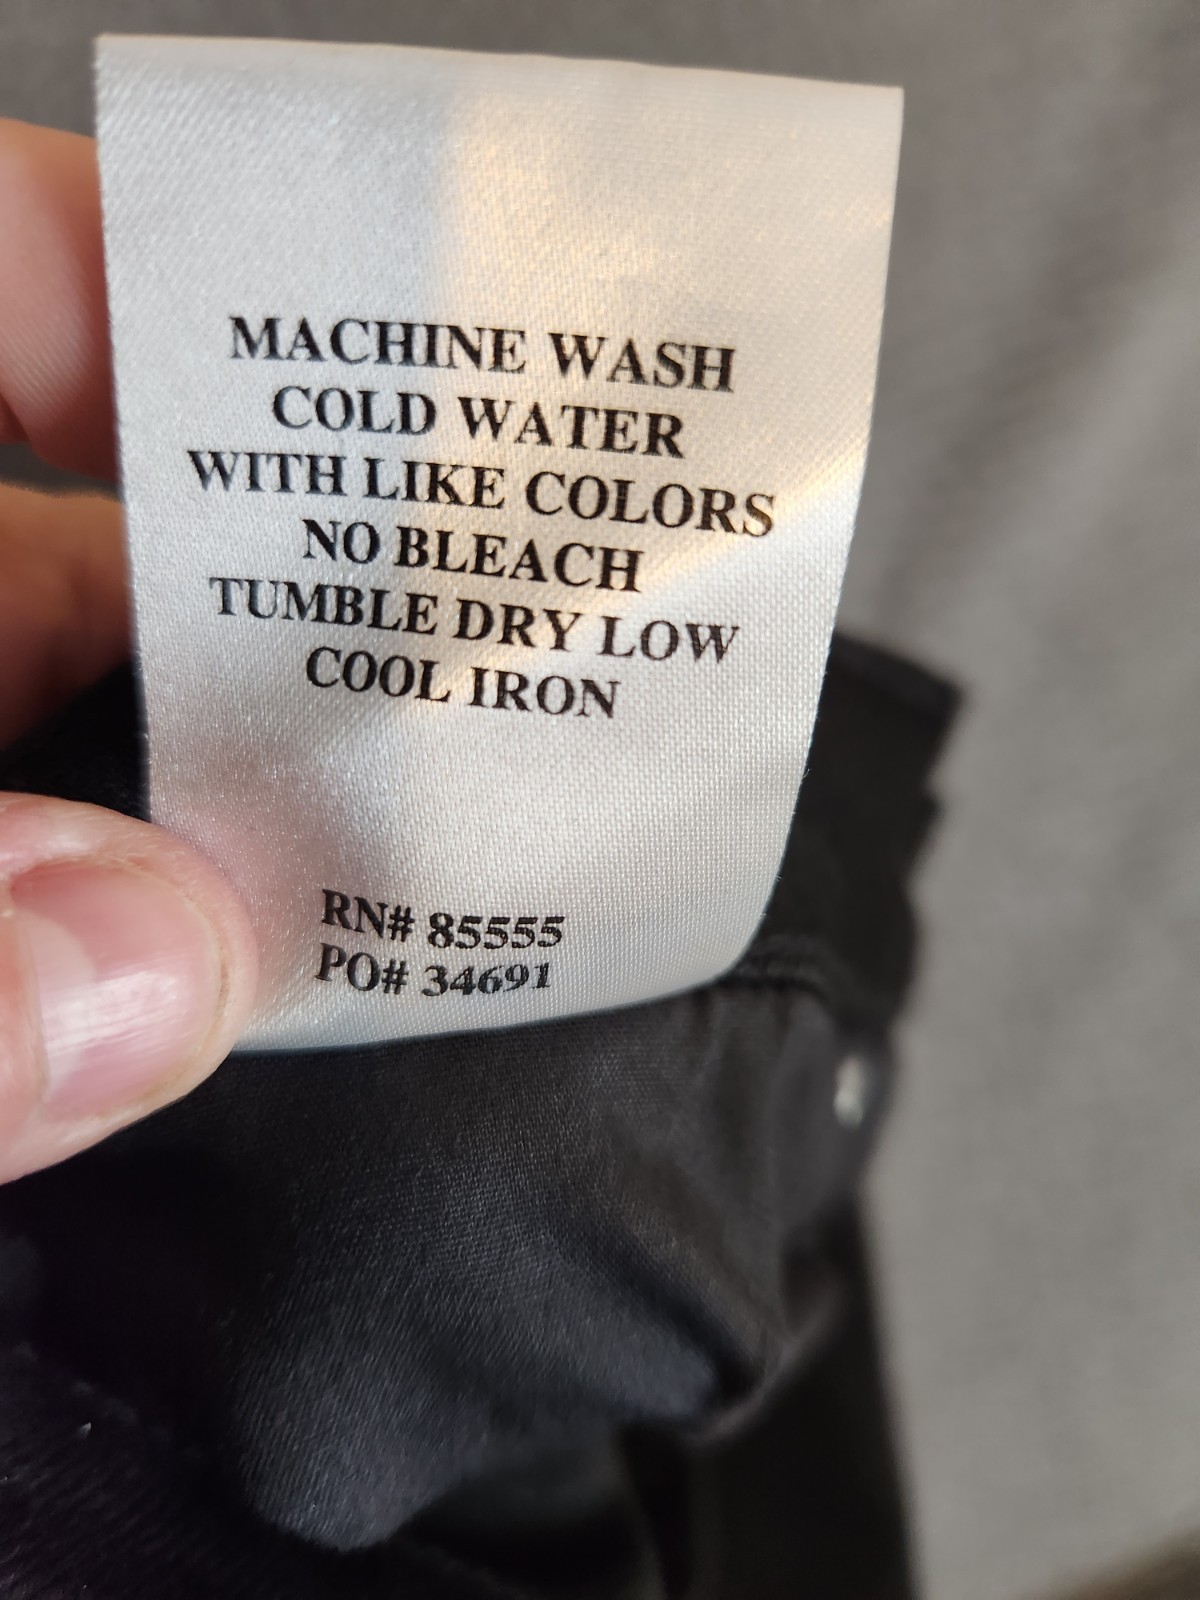 MACHINE WASH
COLD WATER
WITH LIKE COLORS
NO BLEACH
TUMBLE DRY LOW
COOL IRON
RN# 85555
PO# 34691